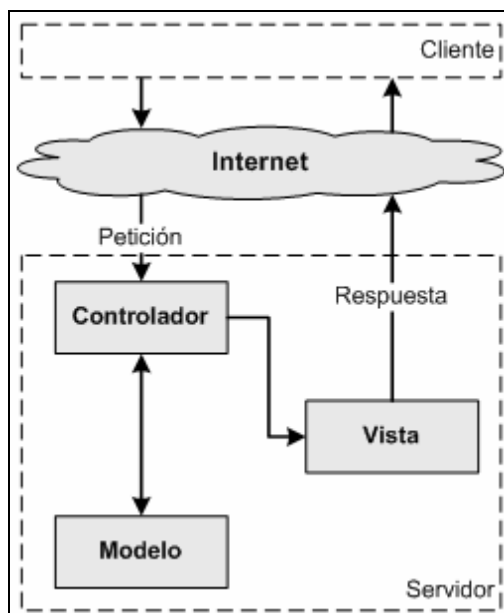 Cliente
Internet
Petición
Controlador
Respuesta
Vista
Modelo
Servidor